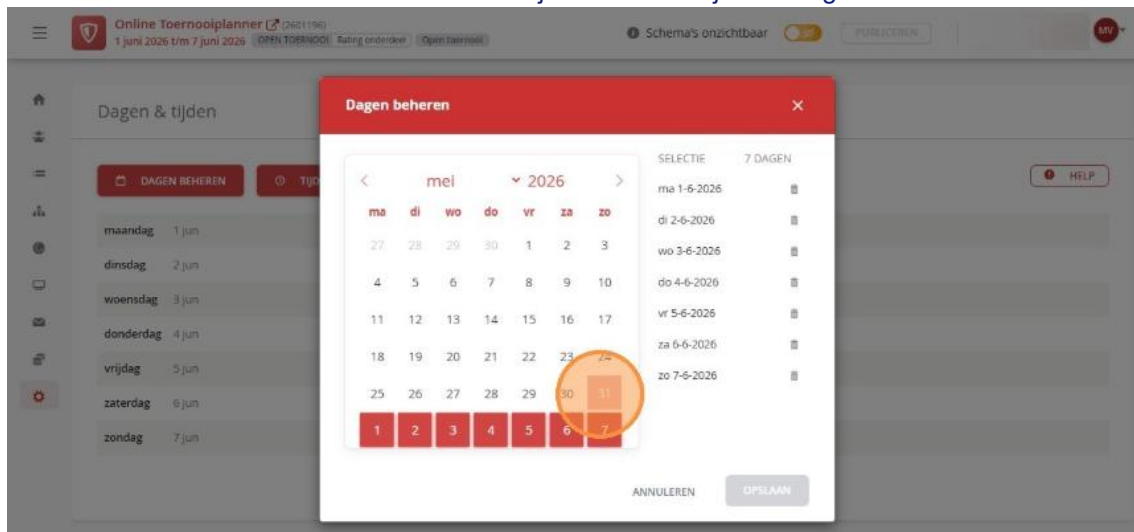 Online Toernooiplanner (2681196)
1 juni 2026 t/m 7 juni 2026 OPEN TOERNOOI Rating onderdeel Open toernooi
Schema's onzichtbaar
PUBLICEREN
MV
Dagen & tijden
DAGEN BEHEREN
HELP
maandag 1 jun
dinsdag 2 jun
woensdag 3 jun
donderdag 4 jun
vrijdag 5 jun
zaterdag 6 jun
zondag 7 jun
Dagen beheren
mei 2026
ma di wo do vr za zo
27 28 29 30 1 2 3
4 5 6 7 8 9 10
11 12 13 14 15 16 17
18 19 20 21 22 23 24
25 26 27 28 29 30 31
1 2 3 4 5 6 7
SELECTIE 7 DAGEN
ma 1-6-2026
di 2-6-2026
wo 3-6-2026
do 4-6-2026
vr 5-6-2026
za 6-6-2026
zo 7-6-2026
ANNULEREN OPSLAAN